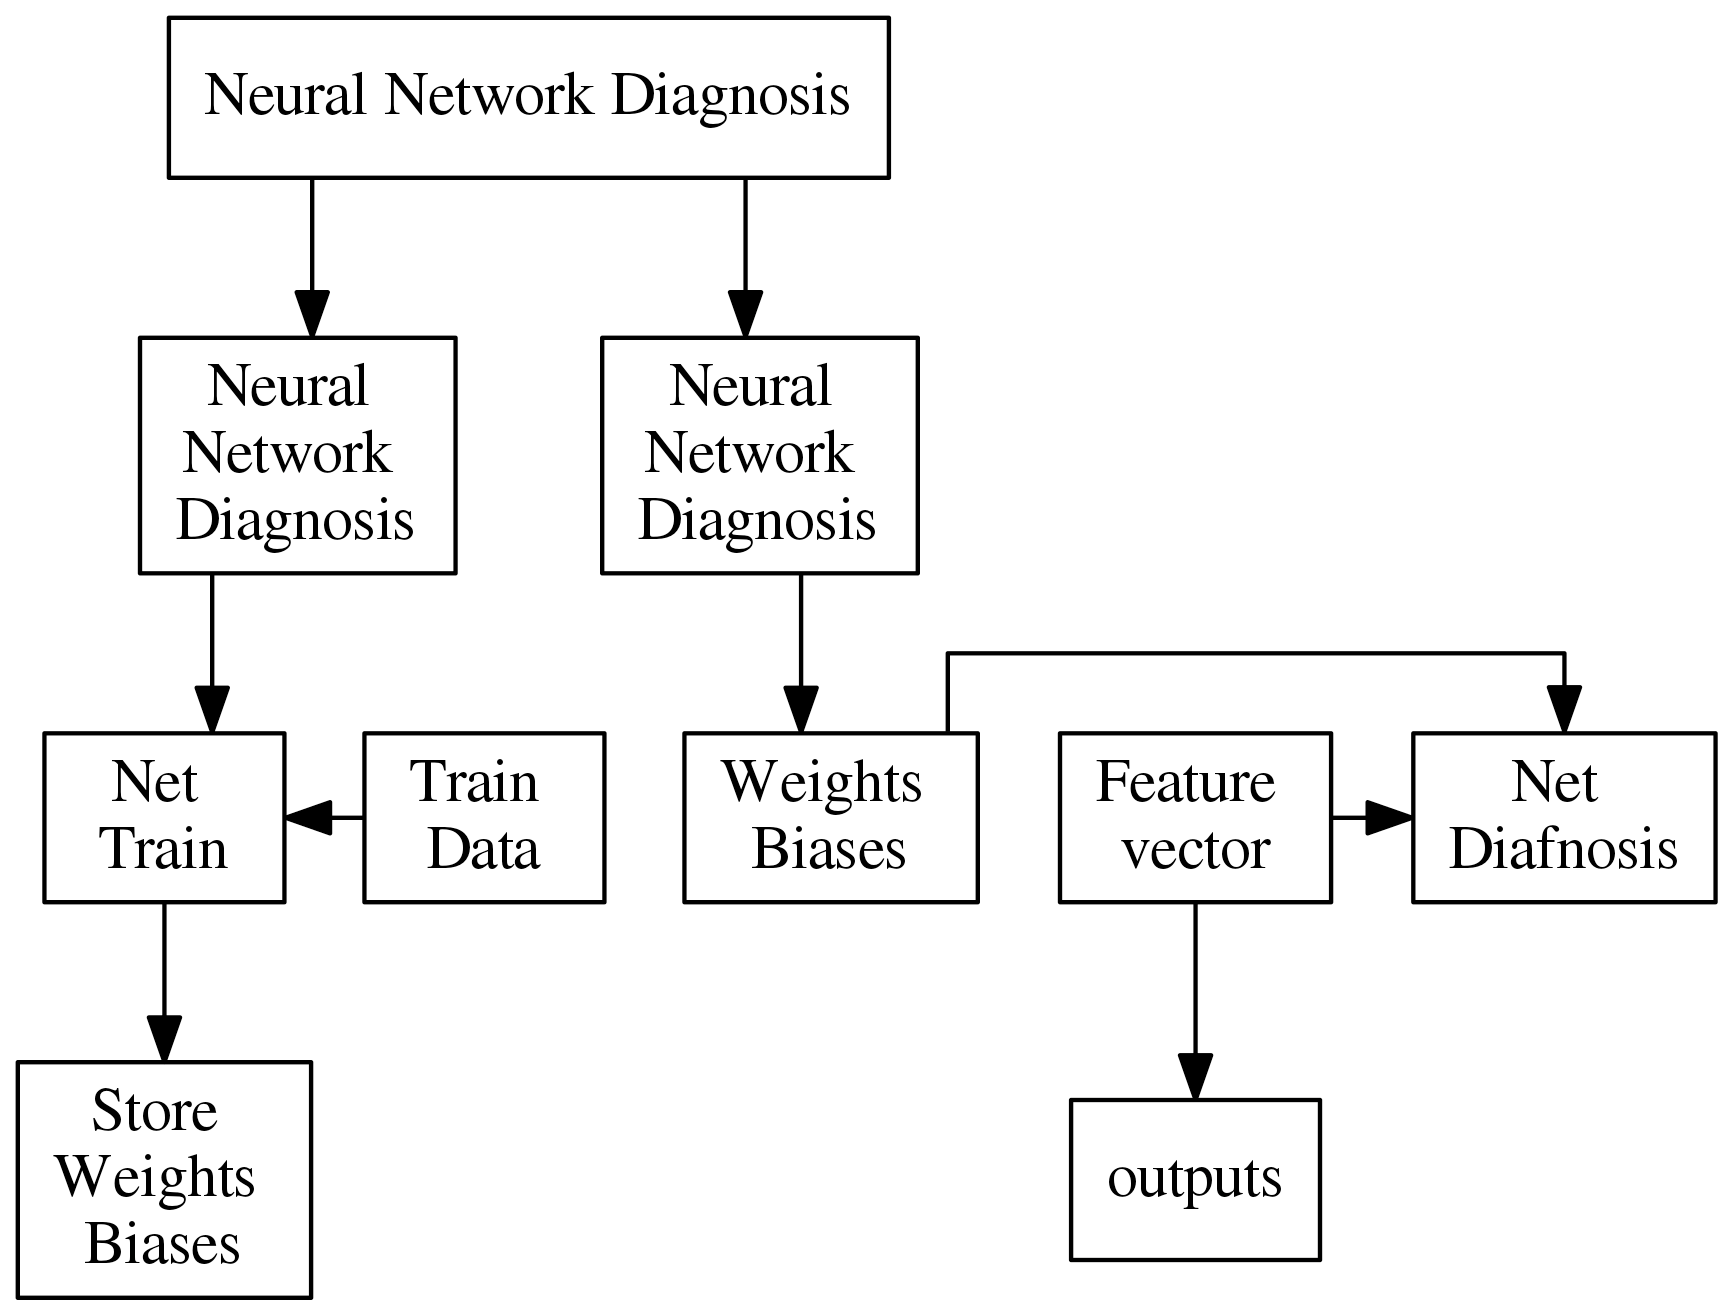 Neural Network Diagnosis
Neural
Network
Diagnosis
Neural
Network
Diagnosis
Net
Train
Train
Data
Weights
Biases
Feature
vector
Net
Diafnosis
Store
Weights
Biases
outputs